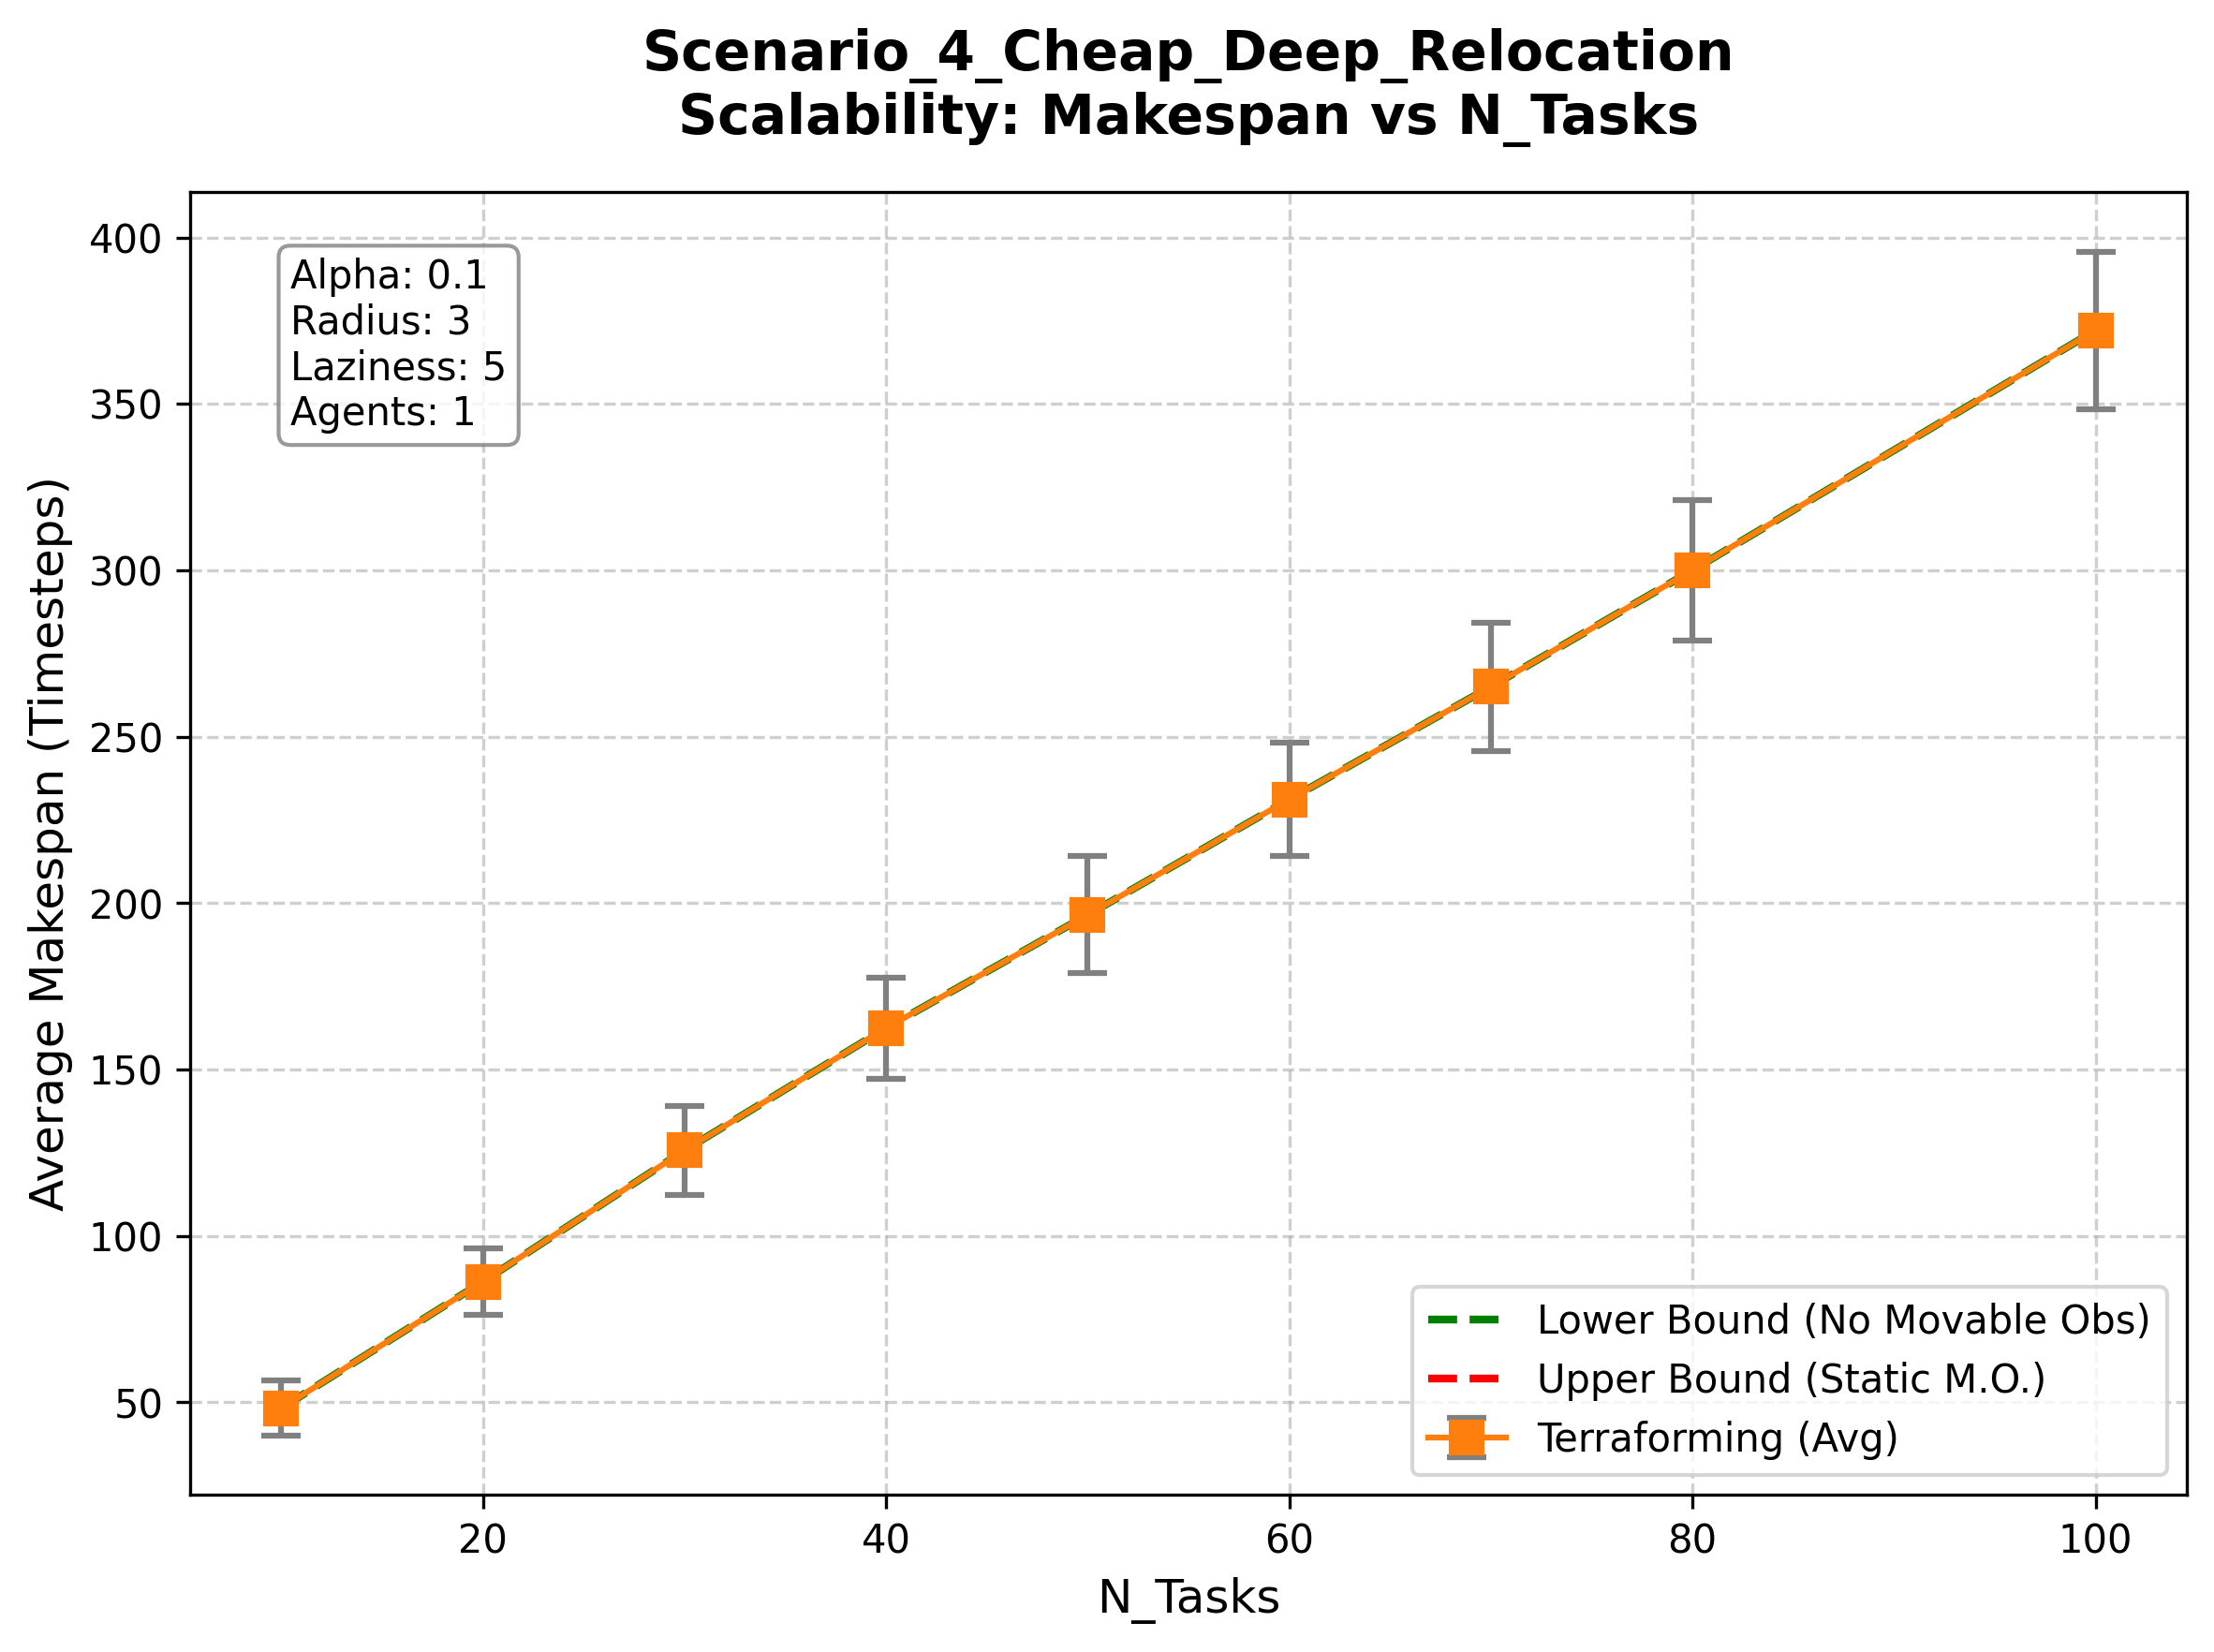 Scenario_4_Cheap_Deep_Relocation
Scalability: Makespan vs N_Tasks
Alpha: 0.1
Radius: 3
Laziness: 5
Agents: 1
Average Makespan (Timesteps)
400
350
300
250
200
150
100
50
Lower Bound (No Movable Obs)
Upper Bound (Static M.O.)
Terraforming (Avg)
20 40 60 80 100
N_Tasks